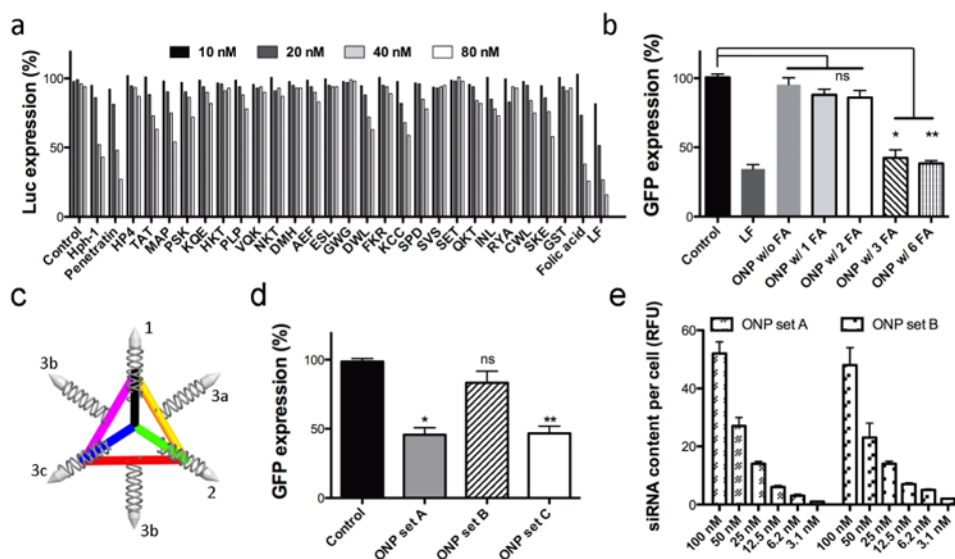 a
10 nM 20 nM 40 nM 80 nM
Luc expression (%)
100
50
0
Control
Hph-1
Penetratin
HP4
TAT
MAP
PSK
KQE
HKT
PLP
VQK
NKT
DMH
AEF
ESL
GWG
DWL
FKR
KCC
SPD
SVS
SET
QKT
INL
RYA
CWL
SKE
GST
Folic acid
LF
b
GFP expression (%)
100
50
0
ns
*
**
Control
LF
ONP w/o FA
ONP w/ 1 FA
ONP w/ 2 FA
ONP w/ 3 FA
ONP w/ 6 FA
c
1
3b
3a
3c
2
3b
d
GFP expression (%)
100
50
0
*
ns
**
Control
ONP set A
ONP set B
ONP set C
e
siRNA content per cell (RFU)
ONP set A ONP set B
60
40
20
0
100 nM
50 nM
25 nM
12.5 nM
6.2 nM
3.1 nM
100 nM
50 nM
25 nM
12.5 nM
6.2 nM
3.1 nM